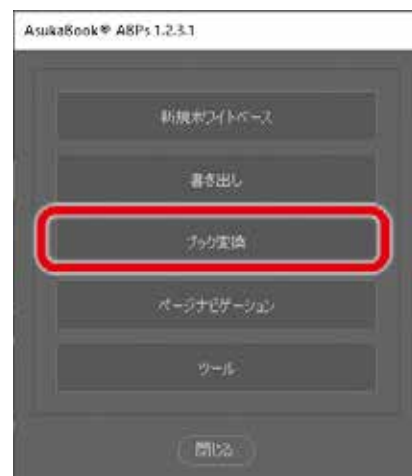 AsukaBook® ABPs 1.2.3.1
新規ホワイトベース
書き出し
ブック変換
ページナビゲーション
ツール
閉じる